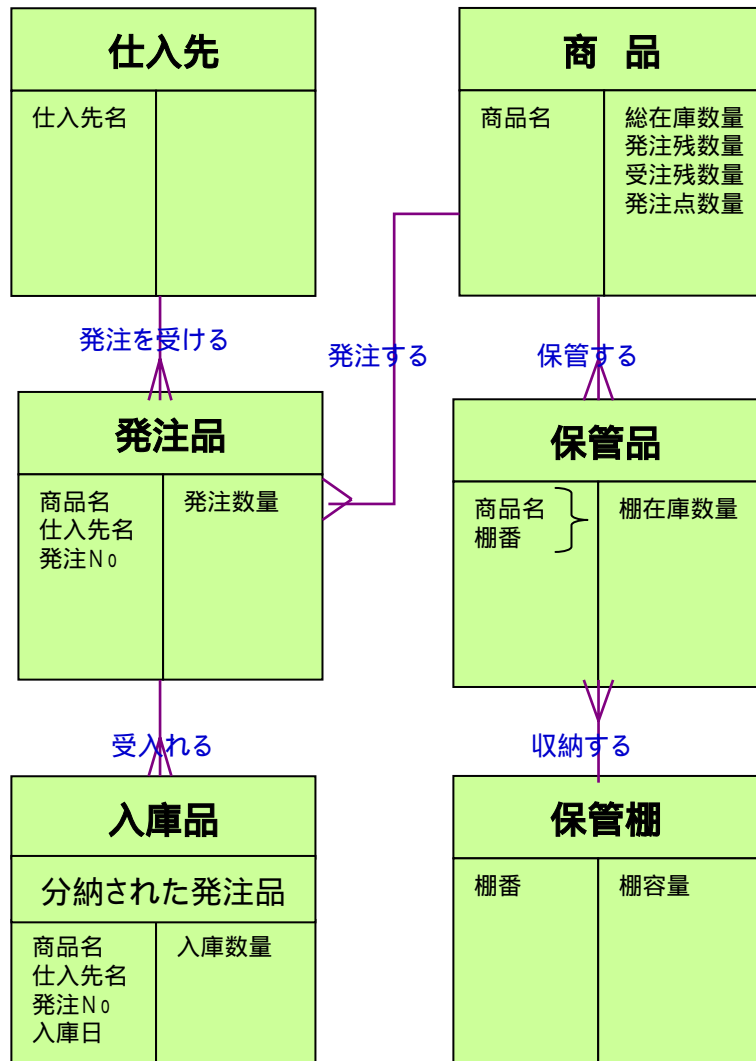 仕入先
仕入先名
商 品
商品名
総在庫数量
発注残数量
受注残数量
発注点数量
発注を受ける
発注する
保管する
発注品
商品名
仕入先名
発注No
発注数量
保管品
商品名
棚番
棚在庫数量
受入れる
収納する
入庫品
分納された発注品
商品名
仕入先名
発注No
入庫日
入庫数量
保管棚
棚番
棚容量